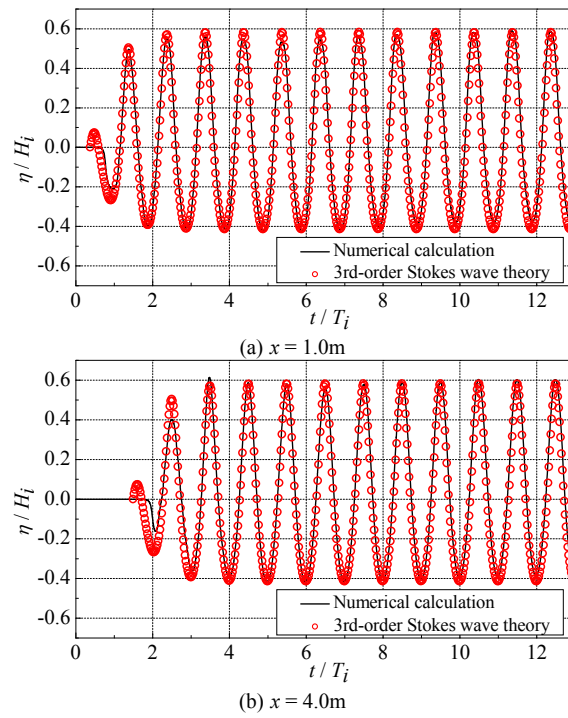 0.6
0.4
0.2
0.0
-0.2
-0.4
-0.6
η / H_i
Numerical calculation
3rd-order Stokes wave theory
0 2 4 6 8 10 12
t / T_i
(a) x = 1.0m
0.6
0.4
0.2
0.0
-0.2
-0.4
-0.6
η / H_i
Numerical calculation
3rd-order Stokes wave theory
0 2 4 6 8 10 12
t / T_i
(b) x = 4.0m